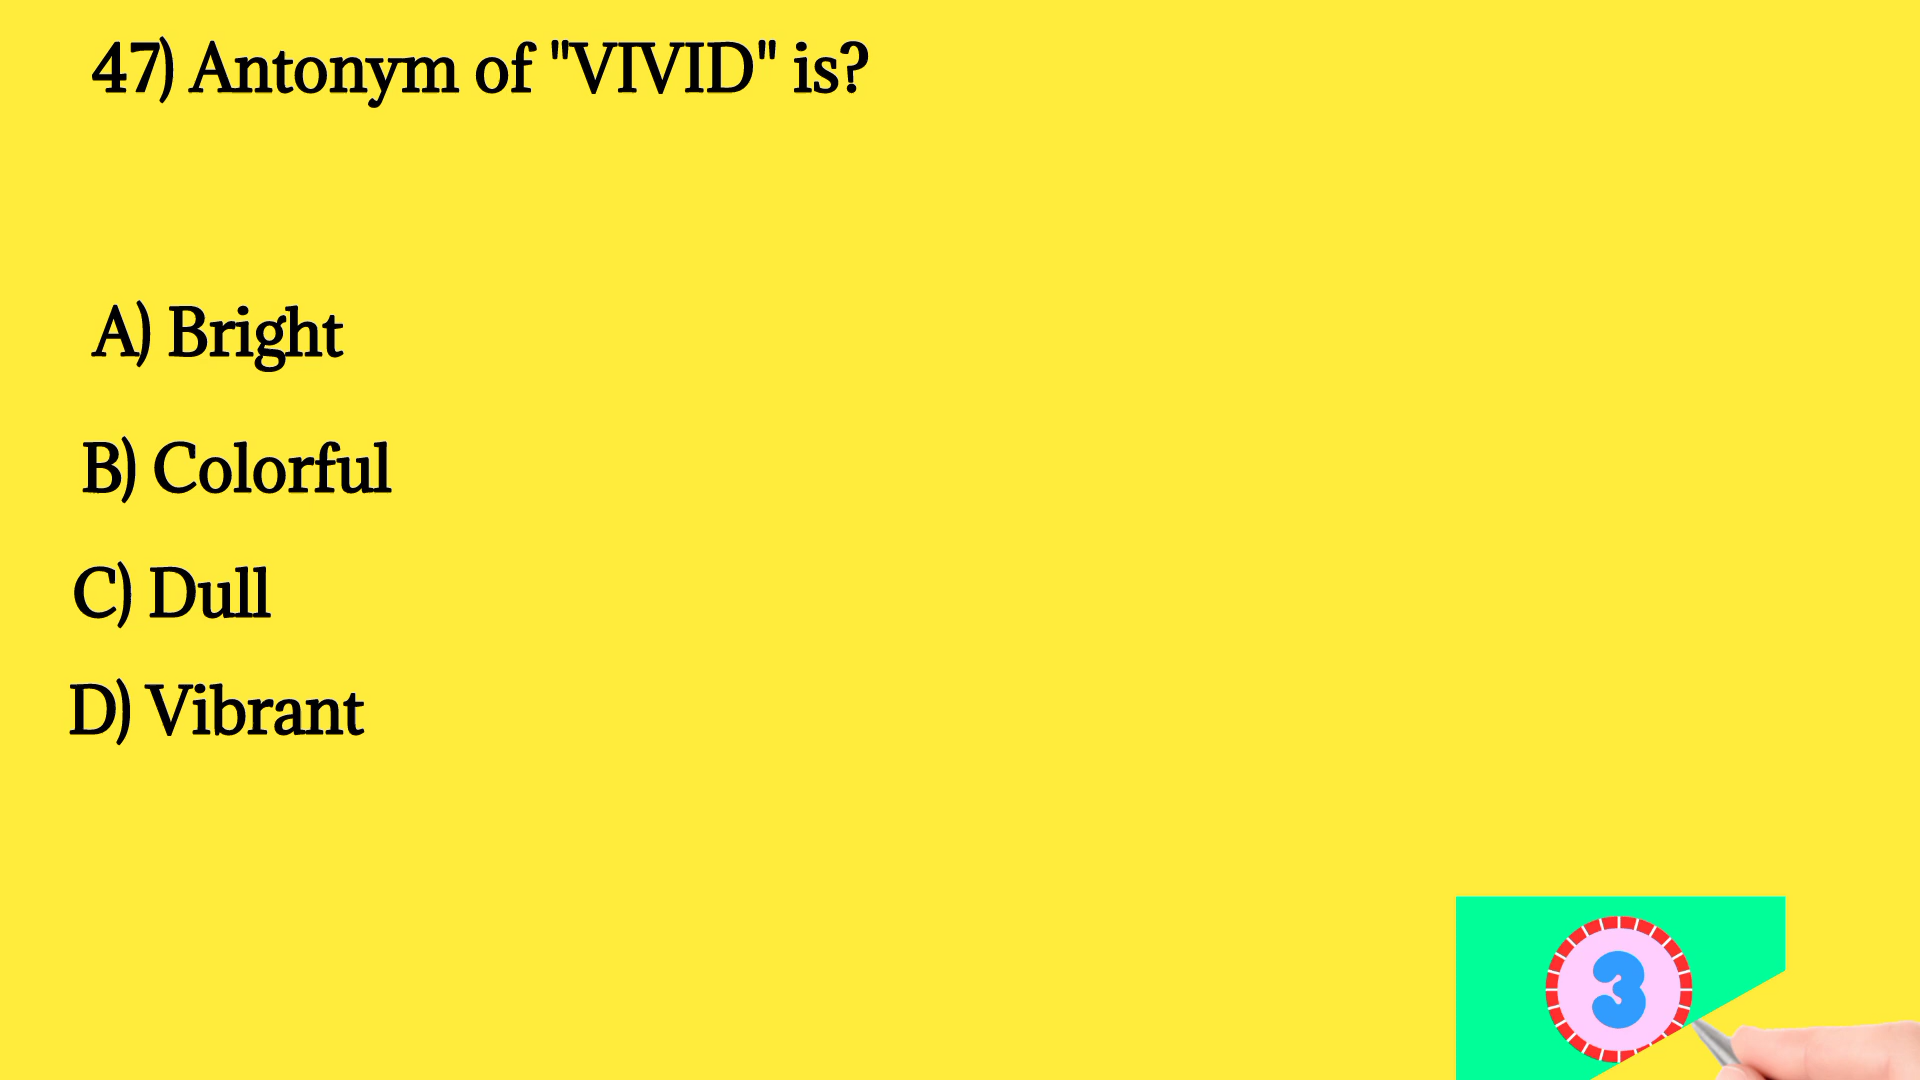 47) Antonym of "VIVID" is?
A) Bright
B) Colorful
C) Dull
D) Vibrant
3